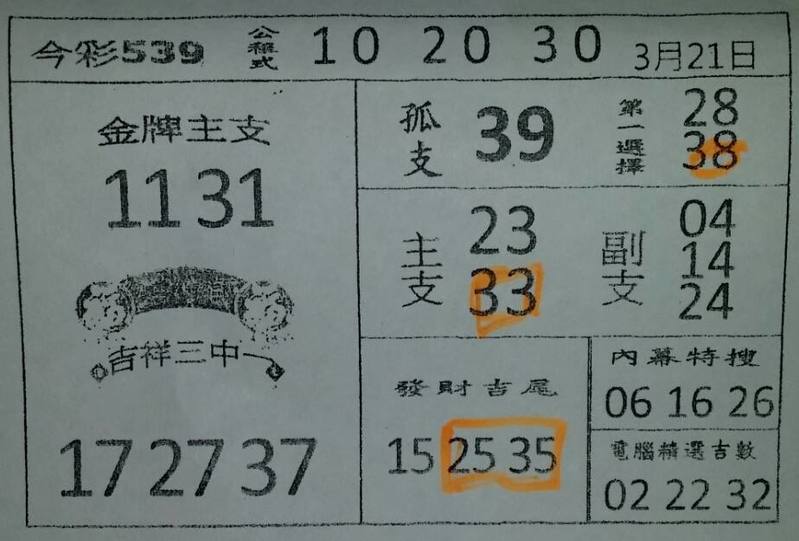 今彩539 公程式 10 20 30 3月21日
金牌主支
11 31
吉祥三中一
17 27 37
孤支 39
第一選擇 28 38
主支 23 33
副支 04 14 24
發財吉尾
15 25 35
內幕特搜
06 16 26
電腦精選吉數
02 22 32